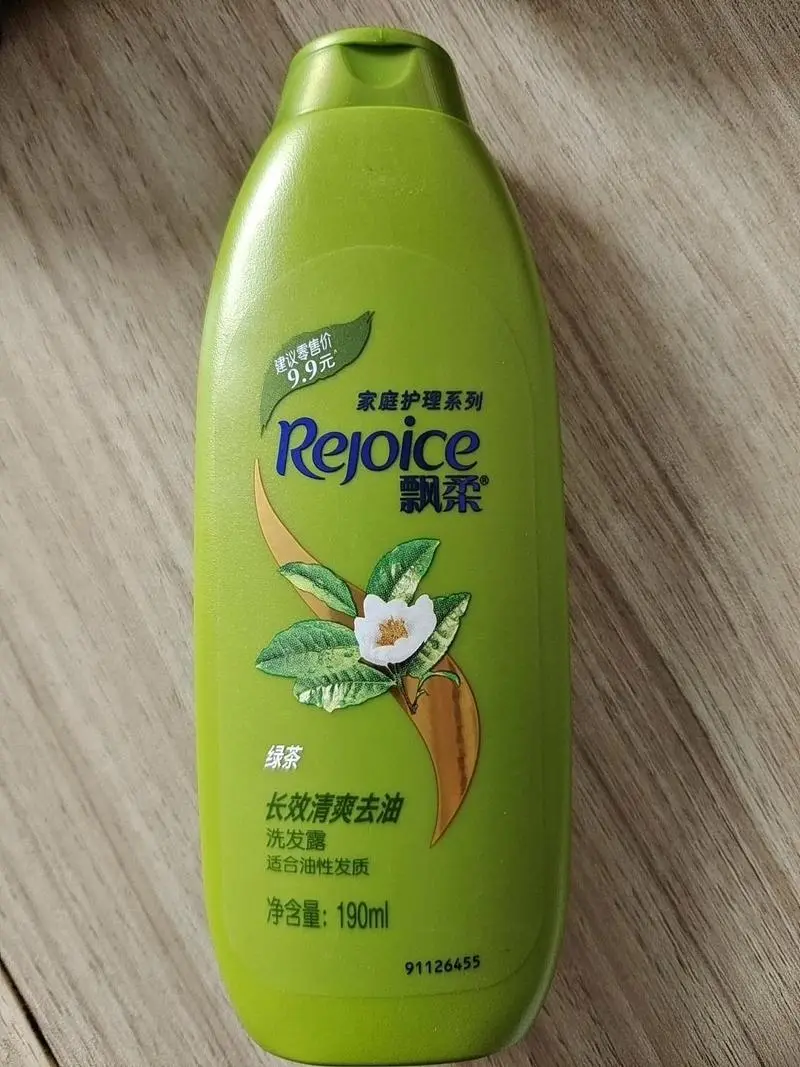 建议零售价
9.9元
家庭护理系列
Rejoice
飘柔®
绿茶
长效清爽去油
洗发露
适合油性发质
净含量：190ml
91126455